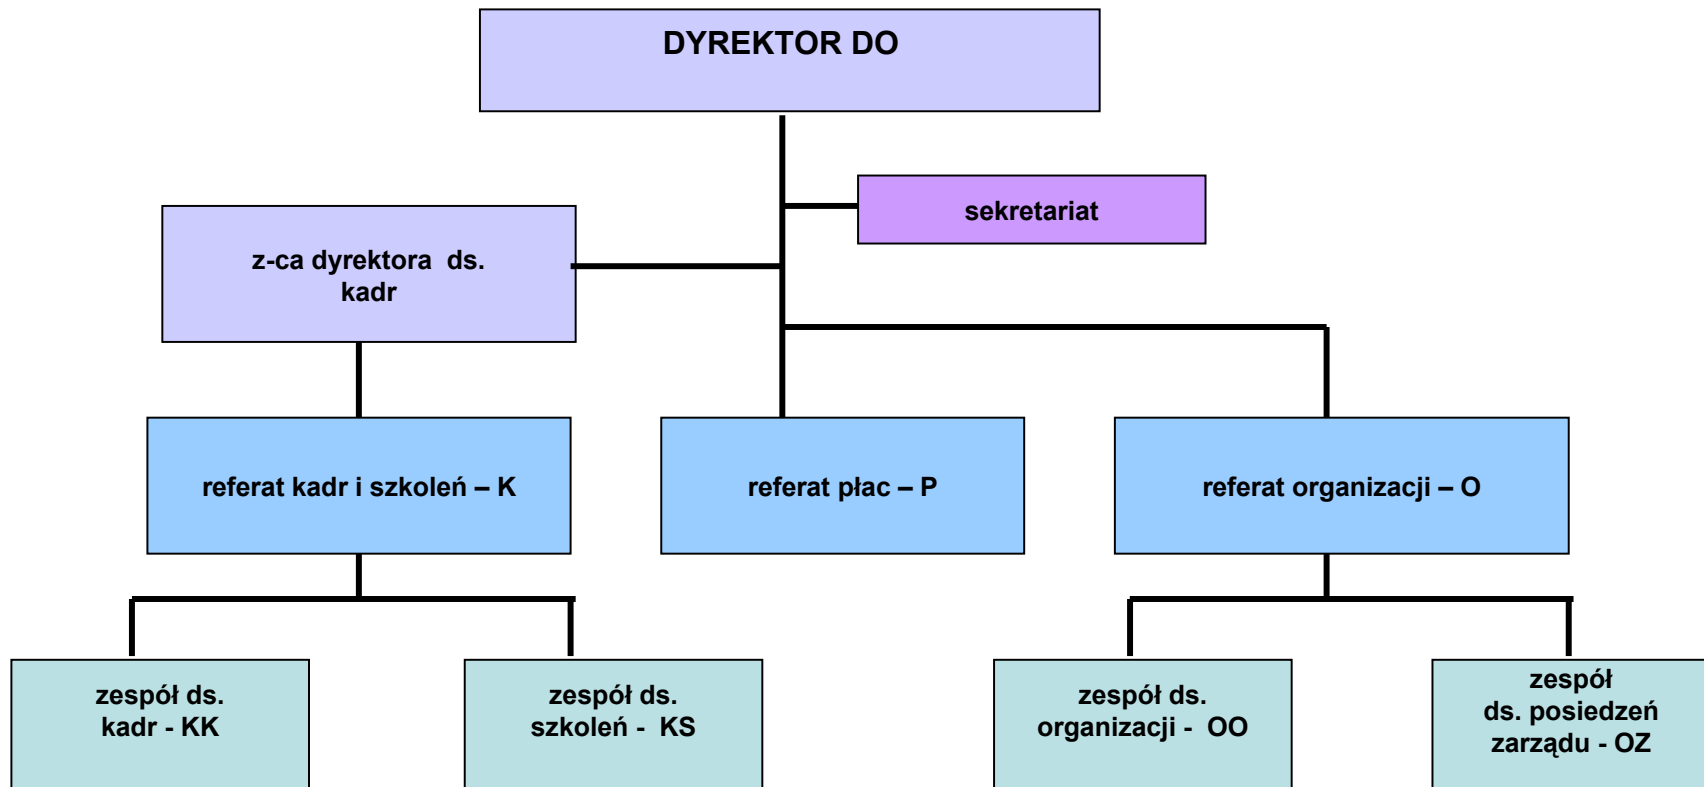 DYREKTOR DO
sekretariat
z-ca dyrektora ds.
kadr
referat kadr i szkoleń – K
referat płac – P
referat organizacji – O
zespół ds.
kadr - KK
zespół ds.
szkoleń - KS
zespół ds.
organizacji - OO
zespół
ds. posiedzeń
zarządu - OZ